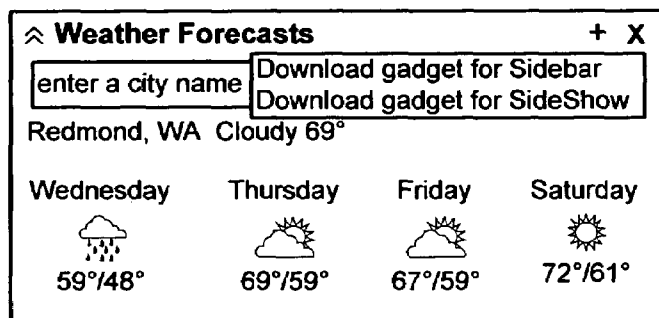 Weather Forecasts + X
enter a city name
Download gadget for Sidebar
Download gadget for SideShow
Redmond, WA Cloudy 69°
Wednesday Thursday Friday Saturday
59°/48° 69°/59° 67°/59° 72°/61°